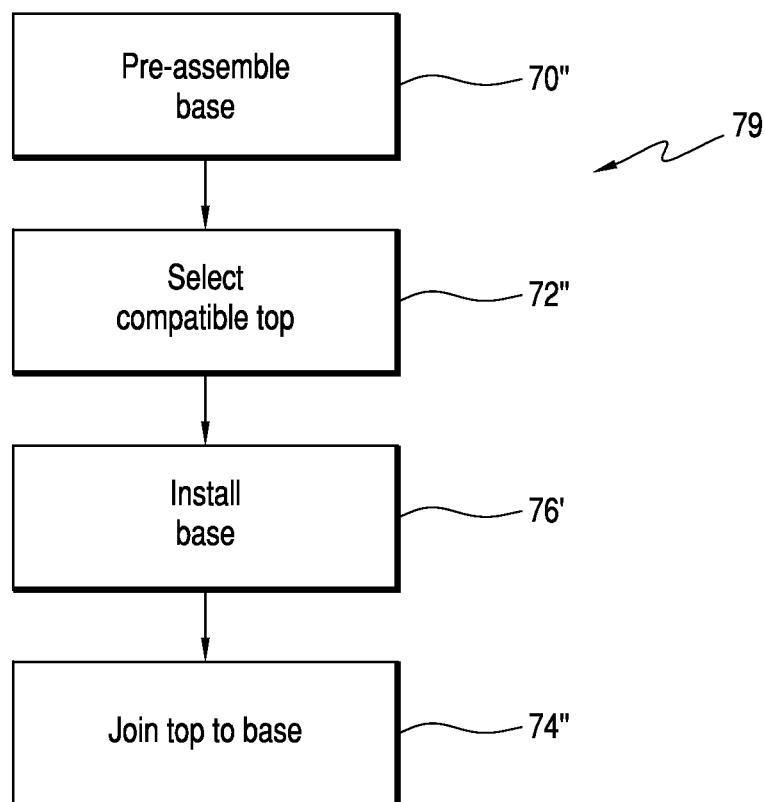 Pre-assemble
base
70"
79
Select
compatible top
72"
Install
base
76'
Join top to base
74"